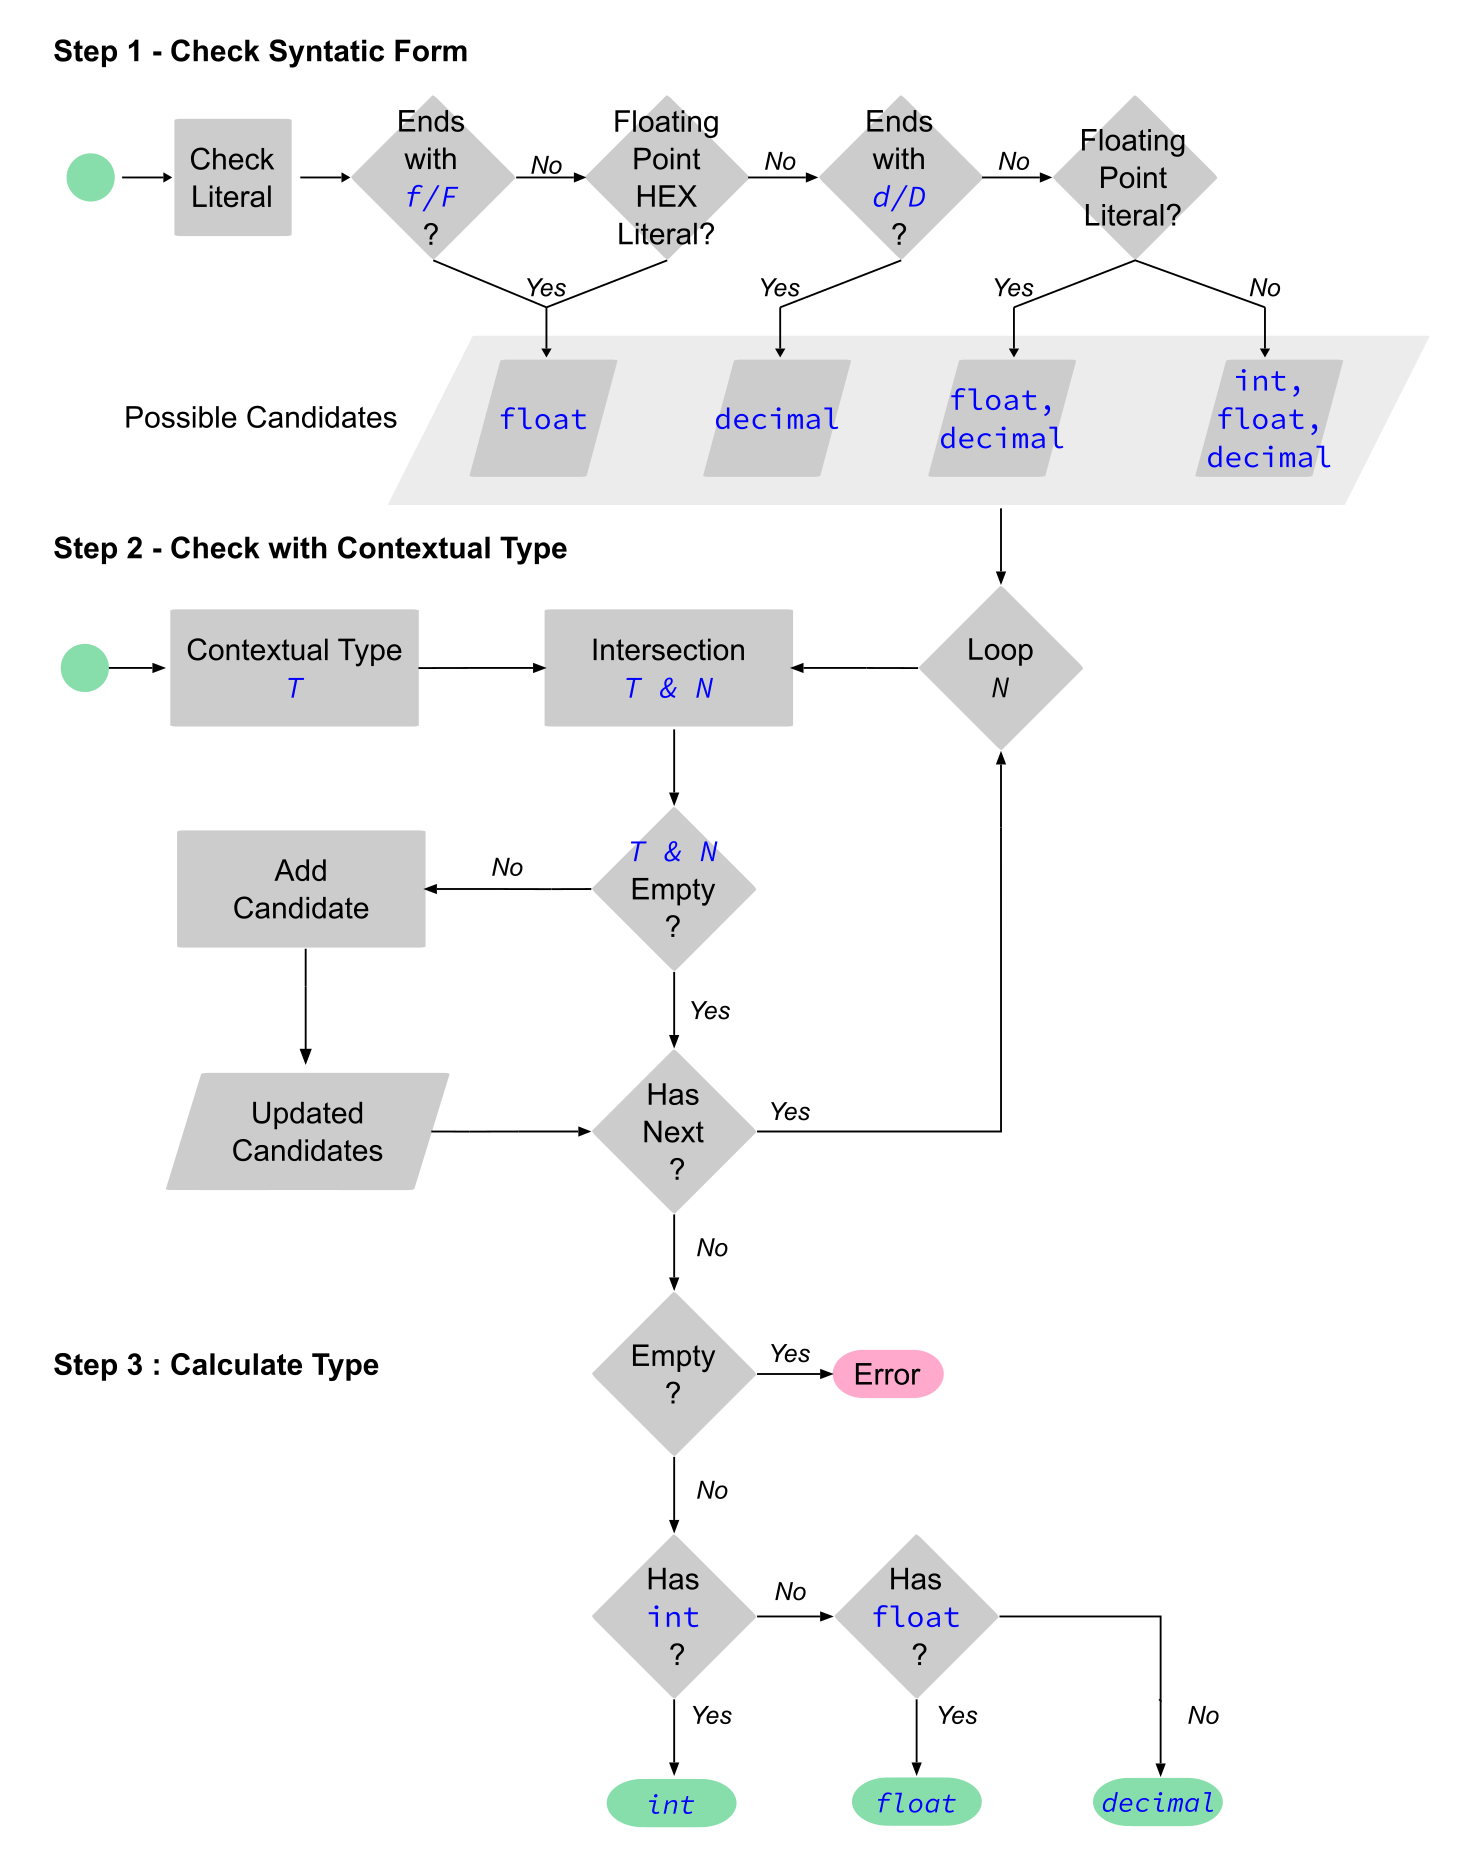 Step 1 - Check Syntatic Form
Check
Literal
Ends
with
f/F
?
No
Floating
Point
HEX
Literal?
No
Ends
with
d/D
?
No
Floating
Point
Literal?
Yes
Yes
Yes
No
Possible Candidates
float
decimal
float,
decimal
int,
float,
decimal
Step 2 - Check with Contextual Type
Contextual Type
T
Intersection
T & N
Loop
N
Add
Candidate
No
T & N
Empty
?
Yes
Updated
Candidates
Has
Next
?
Yes
No
Step 3 : Calculate Type
Empty
?
Yes
Error
No
Has
int
?
No
Has
float
?
Yes
Yes
No
int
float
decimal